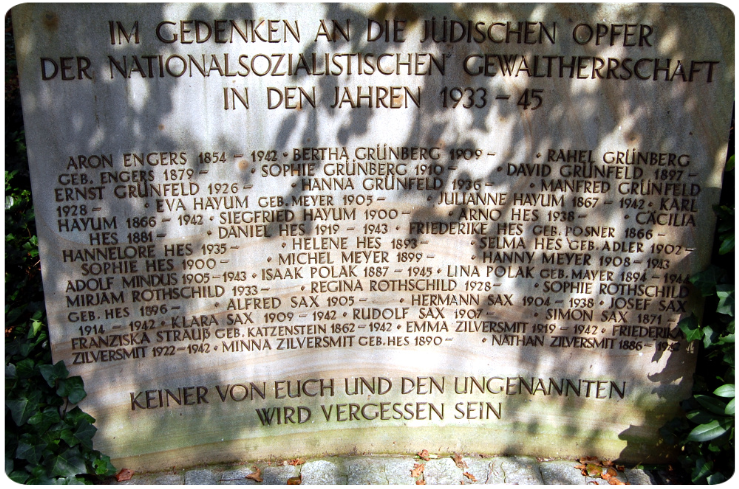 IM GEDENKEN AN DIE JÜDISCHEN OPFER
DER NATIONALSOZIALISTISCHEN GEWALTHERRSCHAFT
IN DEN JAHREN 1933-45
ARON ENGERS 1854 - 1942 · BERTHA GRÜNBERG 1909 - · RAHEL GRÜNBERG
GEB. ENGERS 1879 - · SOPHIE GRÜNBERG 1910 - · DAVID GRÜNFELD 1897 -
ERNST GRÜNFELD 1926 - · HANNA GRÜNFELD 1936 - · MANFRED GRÜNFELD
1928 - · EVA HAYUM GEB. MEYER 1905 - · JULIANNE HAYUM 1867 - 1942 · KARL
HAYUM 1866 - 1942 · SIEGFRIED HAYUM 1900 - · ARNO HES 1938 - · CÄCILIA
HES 1881 - · DANIEL HES 1919 - 1943 · FRIEDERIKE HES GEB. POSNER 1866 -
HANNELORE HES 1935 - · HELENE HES 1893 - · SELMA HES GEB. ADLER 1902 -
SOPHIE HES 1900 - · MICHEL MEYER 1899 - · HANNY MEYER 1908 - 1943
ADOLF MINDUS 1905 - 1943 · ISAAK POLAK 1887 - 1945 · LINA POLAK GEB. MAYER 1894 - 1944
MIRJAM ROTHSCHILD 1933 - · REGINA ROTHSCHILD 1928 - · SOPHIE ROTHSCHILD
GEB. HES 1896 - · ALFRED SAX 1905 - · HERMANN SAX 1904 - 1938 · JOSEF SAX
1914 - 1942 · KLARA SAX 1909 - 1942 · RUDOLF SAX 1907 - · SIMON SAX 1871 -
FRANZISKA STRAUß GEB. KATZENSTEIN 1862 - 1942 · EMMA ZILVERSMIT 1919 - 1942 · FRIEDERIKE
ZILVERSMIT 1922 - 1942 · MINNA ZILVERSMIT GEB. HES 1890 - · NATHAN ZILVERSMIT 1886 -
KEINER VON EUCH UND DEN UNGENANNTEN
WIRD VERGESSEN SEIN